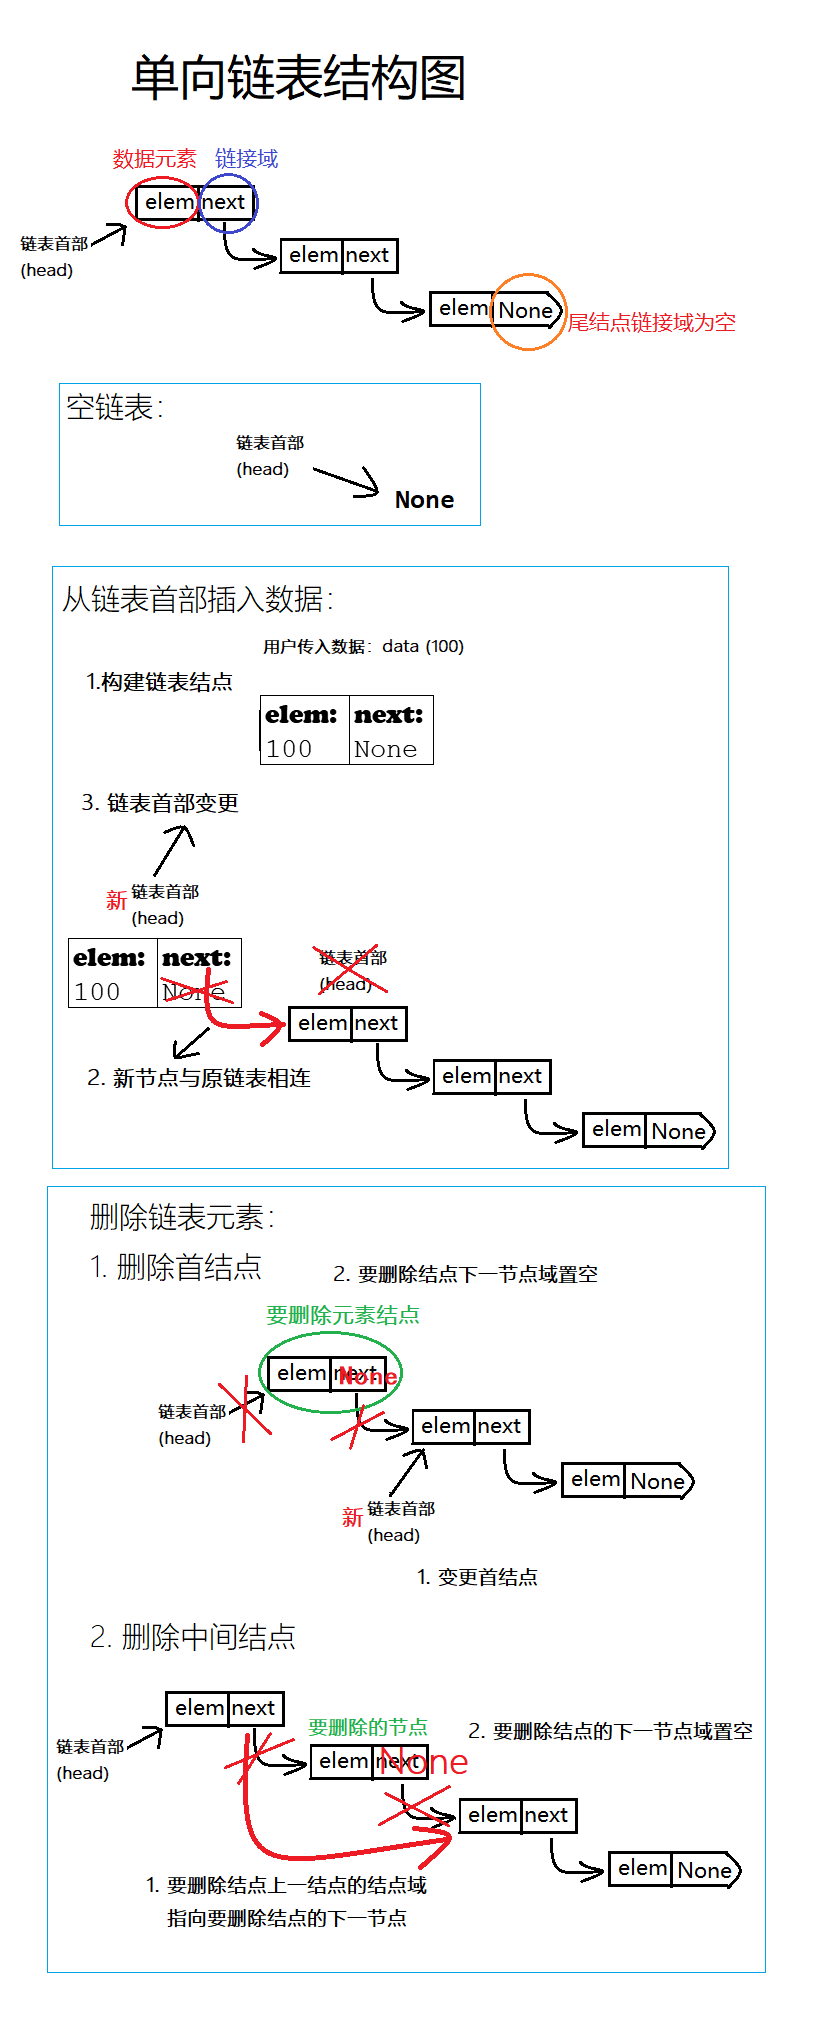 单向链表结构图
数据元素 链接域
elem next
链表首部
(head)
elem next
elem None
尾结点链接域为空
空链表：
链表首部
(head)
None
从链表首部插入数据：
用户传入数据：data (100)
1.构建链表结点
elem: next:
100 None
3. 链表首部变更
新 链表首部
(head)
elem: next:
100 None
链表首部
(head)
elem next
2. 新节点与原链表相连
elem next
elem None
删除链表元素：
1. 删除首结点
2. 要删除结点下一节点域置空
要删除元素结点
elem next
None
链表首部
(head)
elem next
elem None
新 链表首部
(head)
1. 变更首结点
2. 删除中间结点
elem next
链表首部
(head)
要删除的节点
2. 要删除结点的下一节点域置空
elem next
None
elem next
elem None
1. 要删除结点上一结点的结点域
指向要删除结点的下一节点